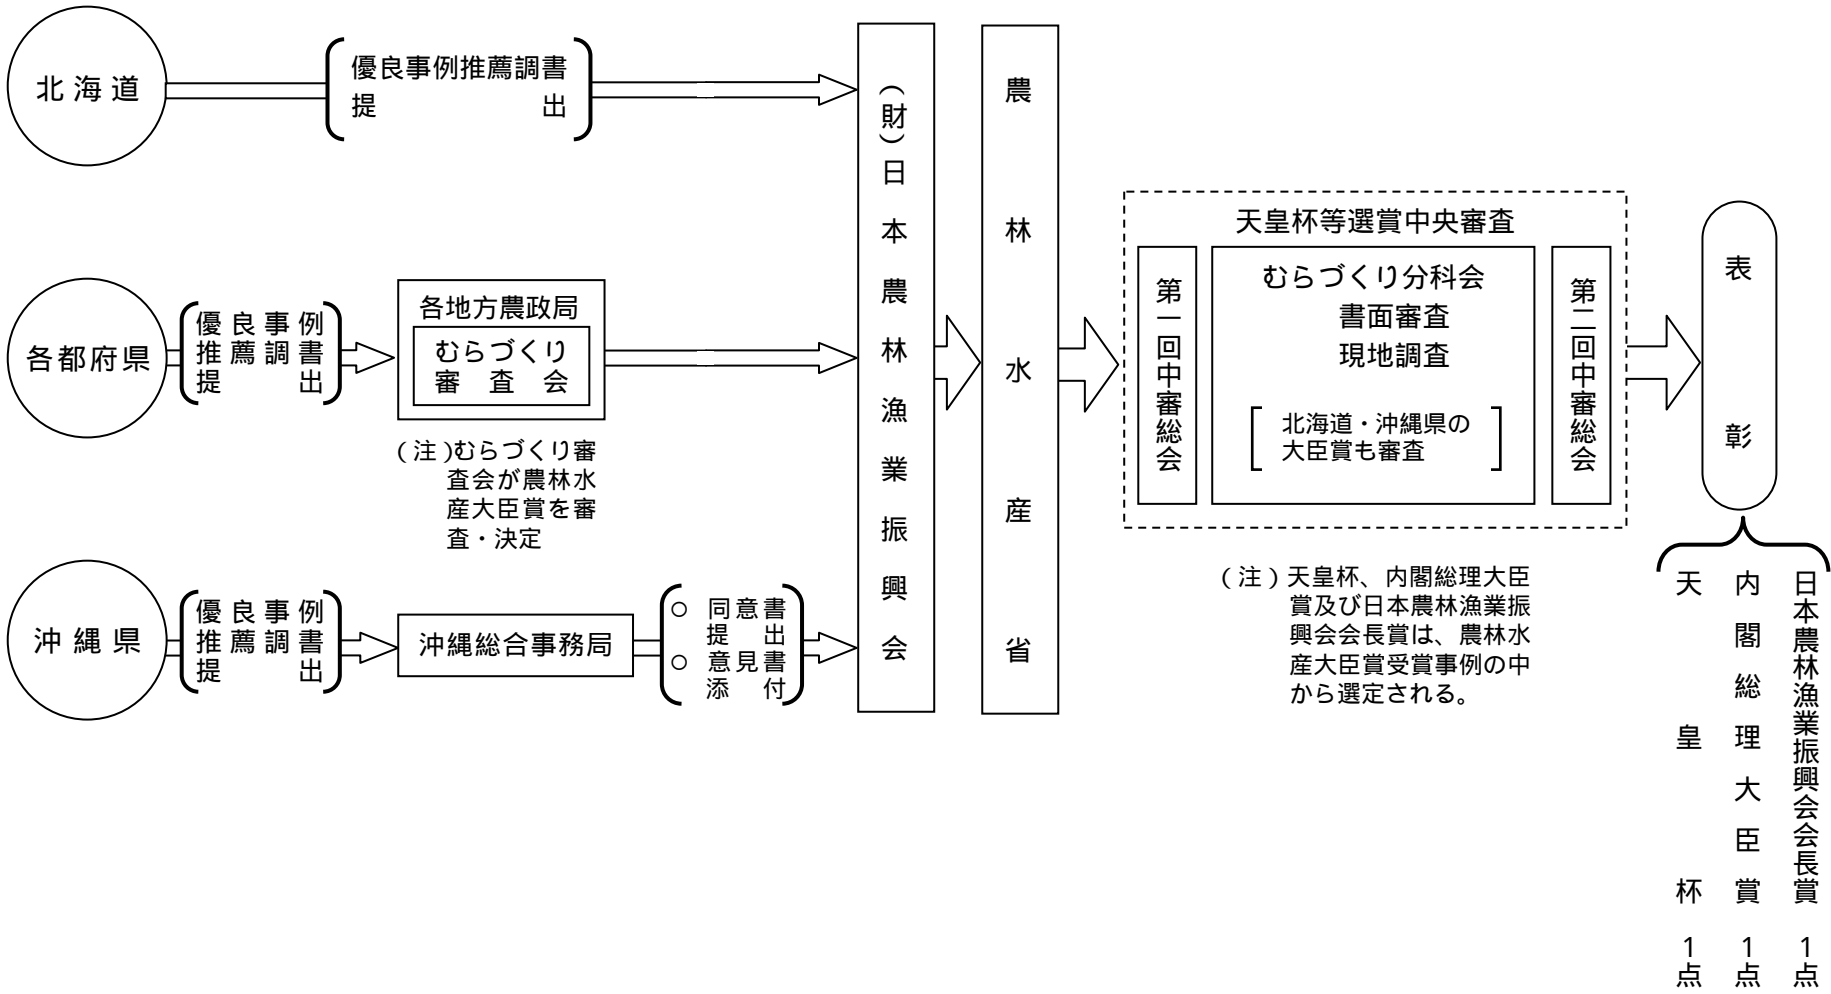 北海道
優良事例推薦調書
提出
各都府県
優良事例
推薦調書
提出
各地方農政局
むらづくり
審査会
(注)むらづくり審
査会が農林水
産大臣賞を審
査・決定
沖縄県
優良事例
推薦調書
提出
沖縄総合事務局
○ 同意書
提出
○ 意見書
添付
(財)日本農林漁業振興会
農林水産省
天皇杯等選賞中央審査
第一回中審総会
むらづくり分科会
書面審査
現地調査
北海道・沖縄県の
大臣賞も審査
第二回中審総会
(注)天皇杯、内閣総理大臣
賞及び日本農林漁業振
興会会長賞は、農林水
産大臣賞受賞事例の中
から選定される。
表彰
天皇杯 1点
内閣総理大臣賞 1点
日本農林漁業振興会会長賞 1点